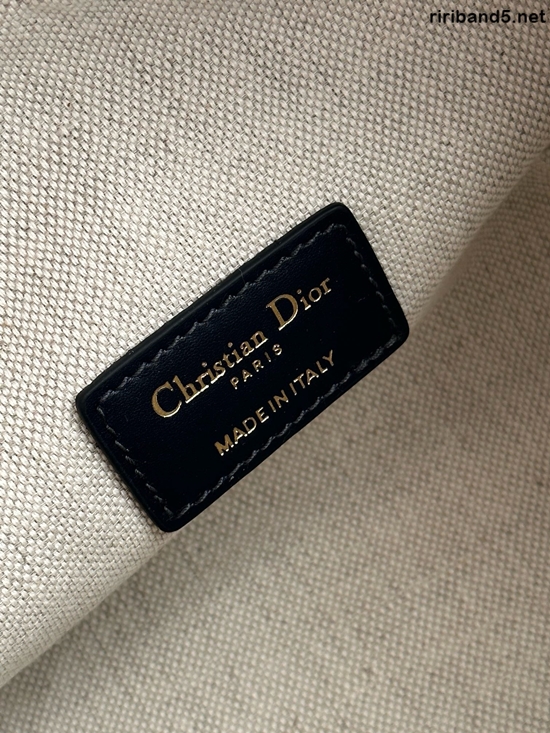 ririband5.net
Christian Dior
PARIS
MADE IN ITALY